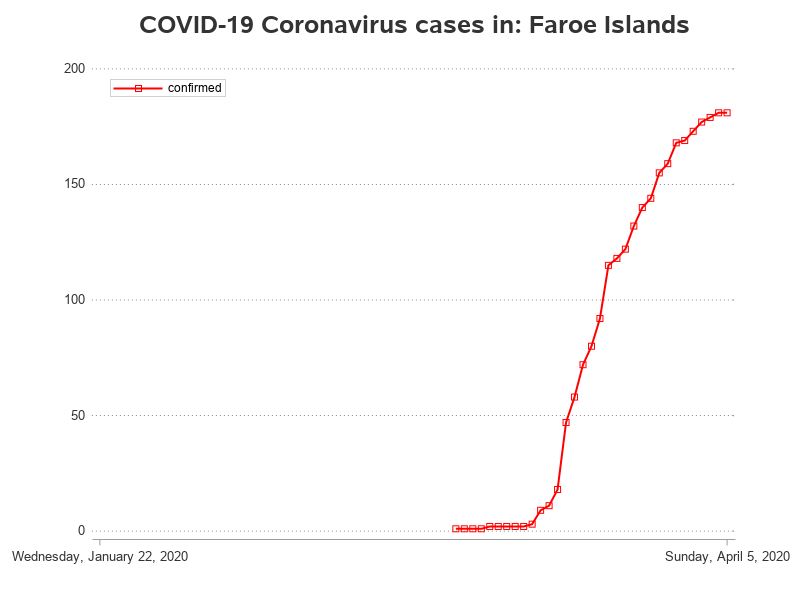 COVID-19 Coronavirus cases in: Faroe Islands
200
confirmed
150
100
50
0
Wednesday, January 22, 2020
Sunday, April 5, 2020